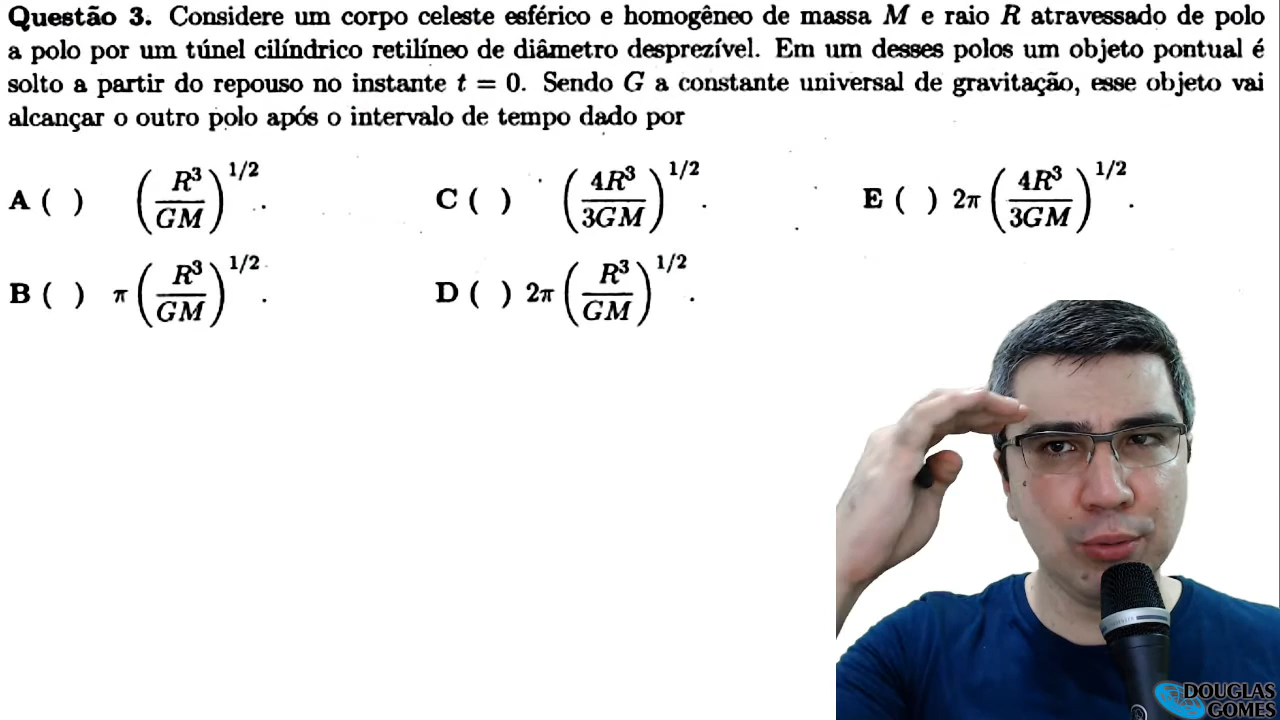 Questão 3. Considere um corpo celeste esférico e homogêneo de massa M e raio R atravessado de polo
a polo por um túnel cilíndrico retilíneo de diâmetro desprezível. Em um desses polos um objeto pontual é
solto a partir do repouso no instante t = 0. Sendo G a constante universal de gravitação, esse objeto vai
alcançar o outro polo após o intervalo de tempo dado por
A ( ) (R³/GM)^1/2.
C ( ) (4R³/3GM)^1/2.
E ( ) 2π (4R³/3GM)^1/2.
B ( ) π (R³/GM)^1/2.
D ( ) 2π (R³/GM)^1/2.
DOUGLAS
GOMES